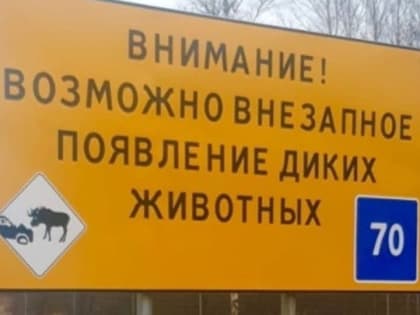 ВНИМАНИЕ!
ВОЗМОЖНО ВНЕЗАПНОЕ
ПОЯВЛЕНИЕ ДИКИХ
ЖИВОТНЫХ
70